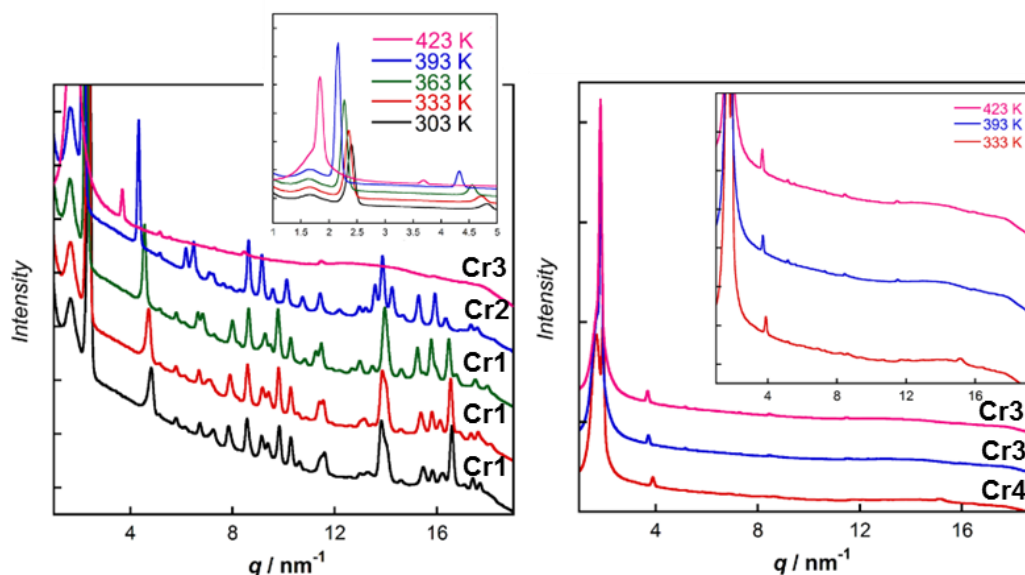 423 K
393 K
363 K
333 K
303 K
1 1.5 2 2.5 3 3.5 4 4.5 5
Intensity
Cr3
Cr2
Cr1
Cr1
Cr1
4 8 12 16
q / nm-1
423 K
393 K
333 K
4 8 12 16
Intensity
Cr3
Cr3
Cr4
4 8 12 16
q / nm-1